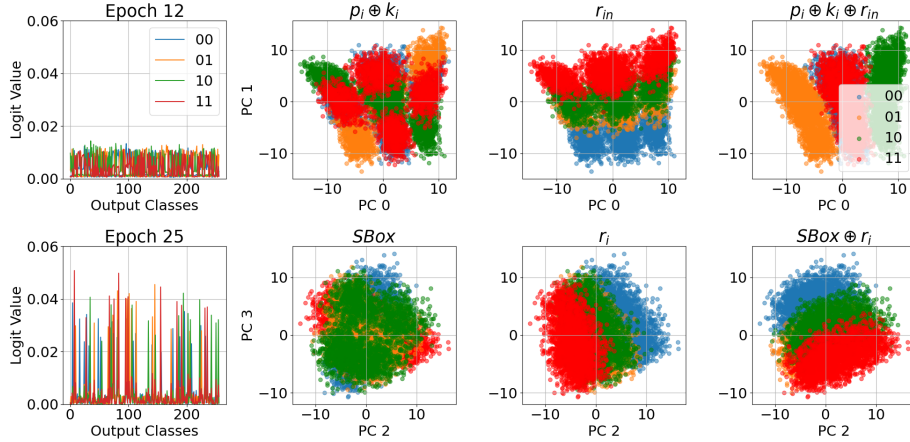 Epoch 12
p_i ⊕ k_i
r_in
p_i ⊕ k_i ⊕ r_in
Logit Value
0.06
0.04
0.02
0.00
0 100 200
Output Classes
00
01
10
11
PC 1
10
0
−10
−10 0 10
PC 0
10
0
−10
−10 0 10
PC 0
10
0
−10
−10 0 10
PC 0
00
01
10
11
Epoch 25
SBox
r_i
SBox ⊕ r_i
Logit Value
0.06
0.04
0.02
0.00
0 100 200
Output Classes
PC 3
10
0
−10
−10 0 10
PC 2
10
0
−10
−10 0 10
PC 2
10
0
−10
−10 0 10
PC 2